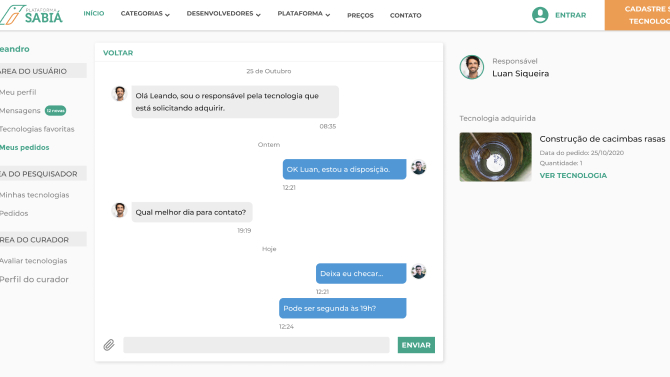 PLATAFORMA
SABIÁ
INÍCIO
CATEGORIAS
DESENVOLVEDORES
PLATAFORMA
PREÇOS
CONTATO
ENTRAR
CADASTRE S
TECNOLOG
eandro
ÁREA DO USUÁRIO
Meu perfil
Mensagens
12 novas
Tecnologias favoritas
Meus pedidos
EA DO PESQUISADOR
Minhas tecnologias
Pedidos
REA DO CURADOR
Avaliar tecnologias
Perfil do curador
VOLTAR
25 de Outubro
Olá Leando, sou o responsável pela tecnologia que
está solicitando adquirir.
08:35
Ontem
OK Luan, estou a disposição.
12:21
Qual melhor dia para contato?
19:19
Hoje
Deixa eu checar...
12:21
Pode ser segunda às 19h?
12:24
ENVIAR
Responsável
Luan Siqueira
Tecnologia adquirida
Construção de cacimbas rasas
Data do pedido: 25/10/2020
Quantidade: 1
VER TECNOLOGIA